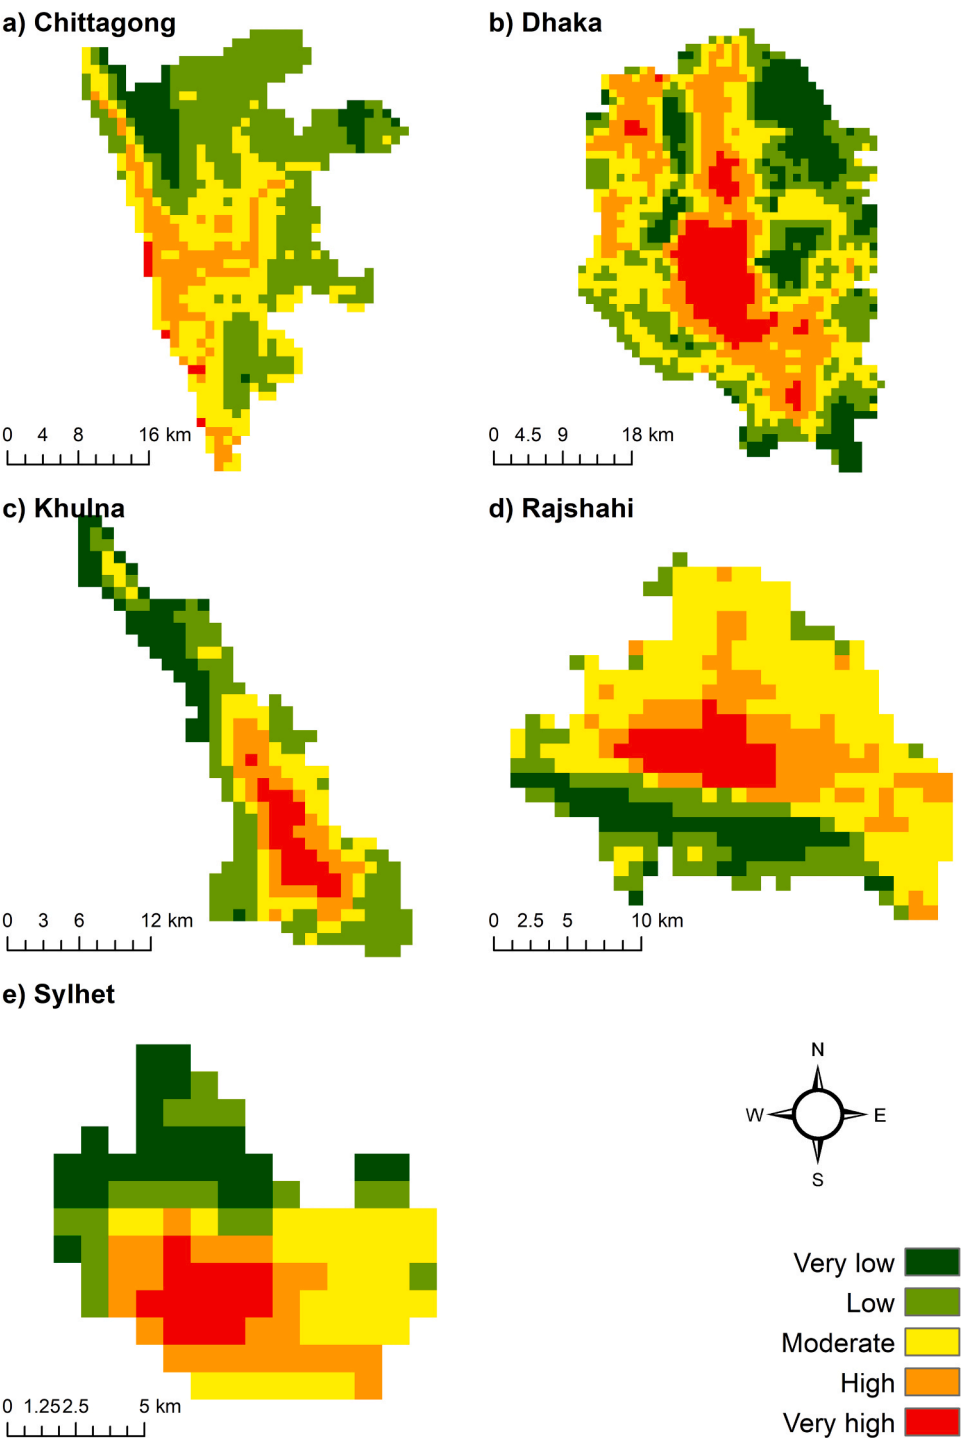 a) Chittagong
b) Dhaka
0 4 8 16 km
0 4.5 9 18 km
c) Khulna
d) Rajshahi
0 3 6 12 km
0 2.5 5 10 km
e) Sylhet
N
W E
S
Very low
Low
Moderate
High
Very high
0 1.25 2.5 5 km